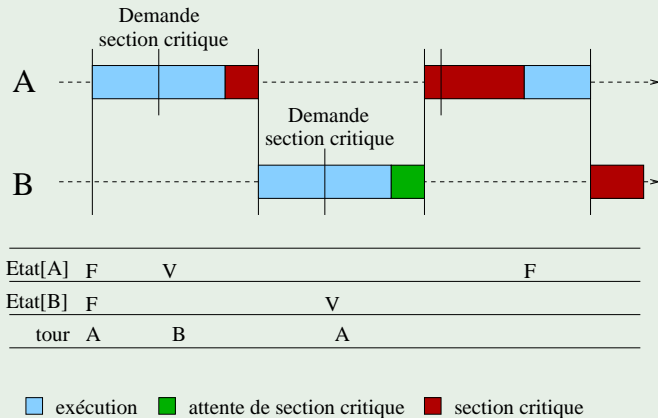 Demande
section critique
A
Demande
section critique
B
Etat[A] F V F
Etat[B] F V
tour A B A
exécution attente de section critique section critique